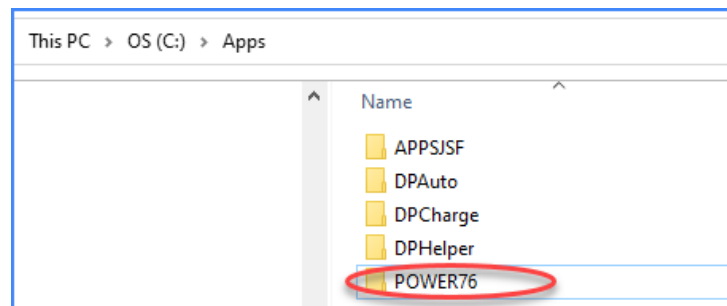 This PC > OS (C:) > Apps
Name
APPSJSF
DPAuto
DPCharge
DPHelper
POWER76